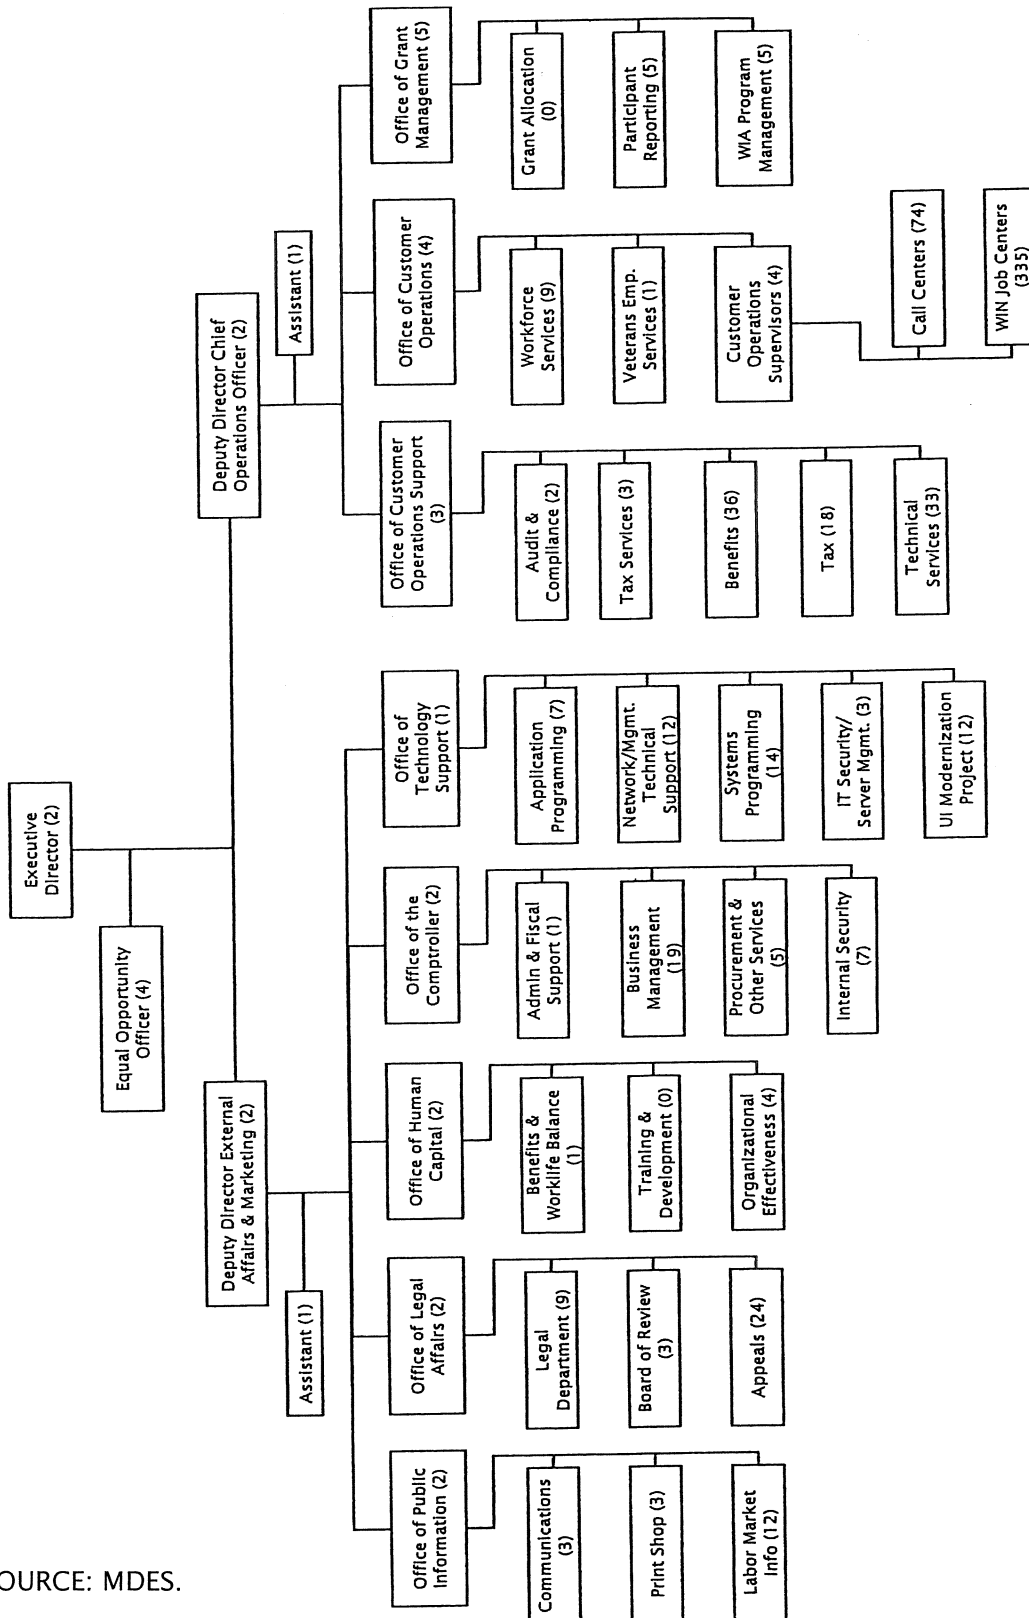 Executive
Director (2)
Equal Opportunity
Officer (4)
Deputy Director External
Affairs & Marketing (2)
Deputy Director Chief
Operations Officer (2)
Assistant (1)
Assistant (1)
Office of Public
Information (2)
Communications
(3)
Print Shop (3)
Labor Market
Info (12)
Office of Legal
Affairs (2)
Legal
Department (9)
Board of Review
(3)
Appeals (24)
Office of Human
Capital (2)
Benefits &
Worklife Balance
(1)
Training &
Development (0)
Organizational
Effectiveness (4)
Office of the
Comptroller (2)
Admin & Fiscal
Support (1)
Business
Management
(19)
Procurement &
Other Services
(5)
Internal Security
(7)
Office of
Technology
Support (1)
Application
Programming (7)
Network/Mgmt.
Technical
Support (12)
Systems
Programming
(14)
IT Security/
Server Mgmt. (3)
UI Modernization
Project (12)
Office of Customer
Operations Support
(3)
Audit &
Compliance (2)
Tax Services (3)
Benefits (36)
Tax (18)
Technical
Services (33)
Office of Customer
Operations (4)
Workforce
Services (9)
Veterans Emp.
Services (1)
Customer
Operations
Supervisors (4)
Call Centers (74)
WIN Job Centers
(335)
Office of Grant
Management (5)
Grant Allocation
(0)
Participant
Reporting (5)
WIA Program
Management (5)
OURCE: MDES.